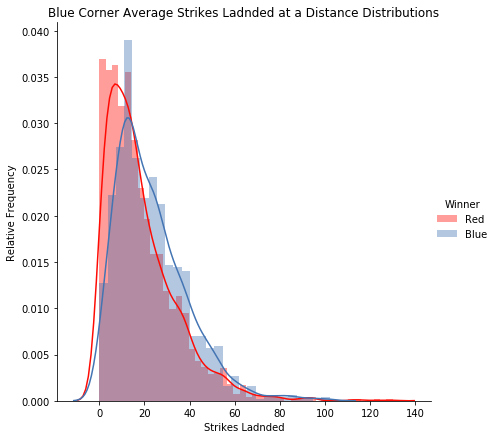 Blue Corner Average Strikes Ladnded at a Distance Distributions
0.040
0.035
0.030
0.025
0.020
0.015
0.010
0.005
0.000
Relative Frequency
0 20 40 60 80 100 120 140
Strikes Ladnded
Winner
Red
Blue